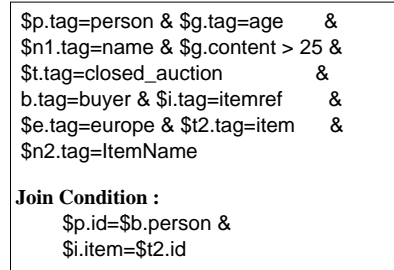 $p.tag=person & $g.tag=age &
$n1.tag=name & $g.content > 25 &
$t.tag=closed_auction &
b.tag=buyer & $i.tag=itemref &
$e.tag=europe & $t2.tag=item &
$n2.tag=ItemName
Join Condition :
$p.id=$b.person &
$i.item=$t2.id